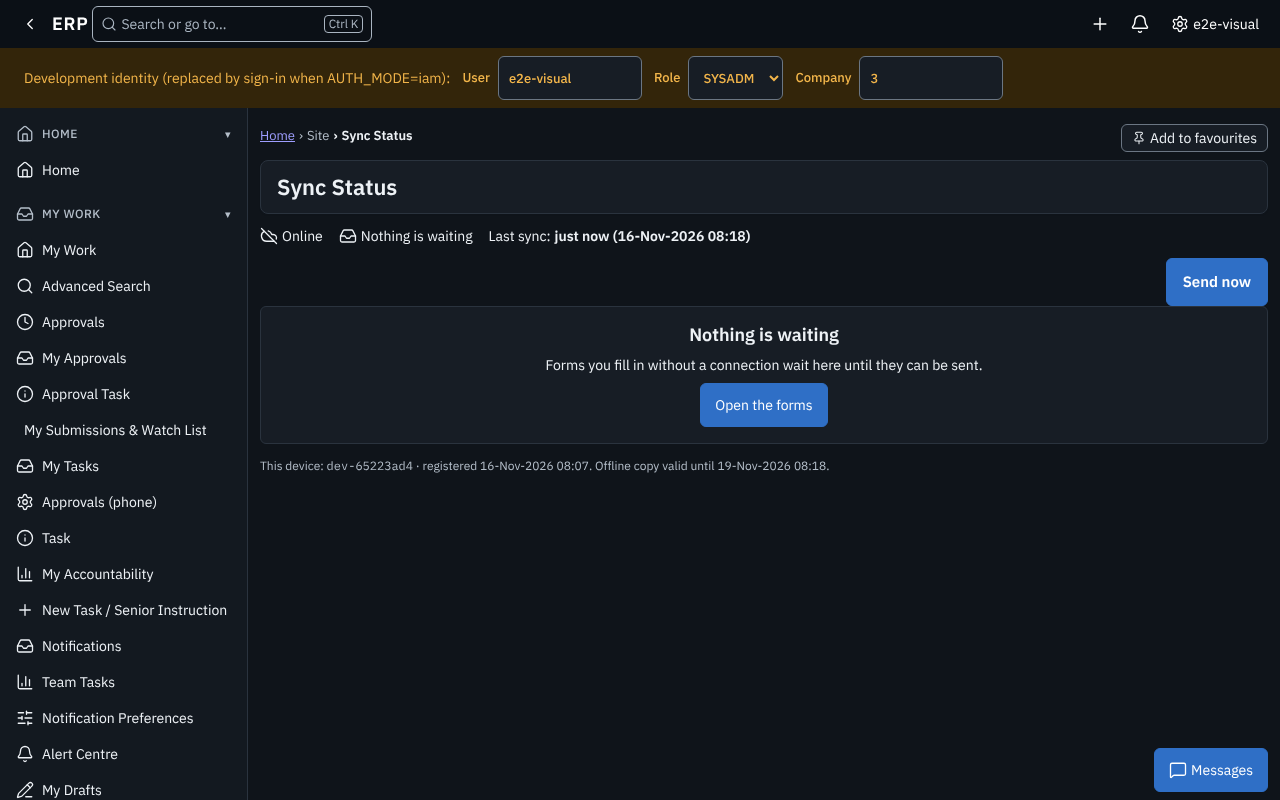 ERP
Search or go to...
Ctrl K
e2e-visual
Development identity (replaced by sign-in when AUTH_MODE=iam): User e2e-visual Role SYSADM Company 3
HOME
Home
MY WORK
My Work
Advanced Search
Approvals
My Approvals
Approval Task
My Submissions & Watch List
My Tasks
Approvals (phone)
Task
My Accountability
New Task / Senior Instruction
Notifications
Team Tasks
Notification Preferences
Alert Centre
My Drafts
Home › Site › Sync Status
Add to favourites
Sync Status
Online Nothing is waiting Last sync: just now (16-Nov-2026 08:18)
Send now
Nothing is waiting
Forms you fill in without a connection wait here until they can be sent.
Open the forms
This device: dev-65223ad4 · registered 16-Nov-2026 08:07. Offline copy valid until 19-Nov-2026 08:18.
Messages